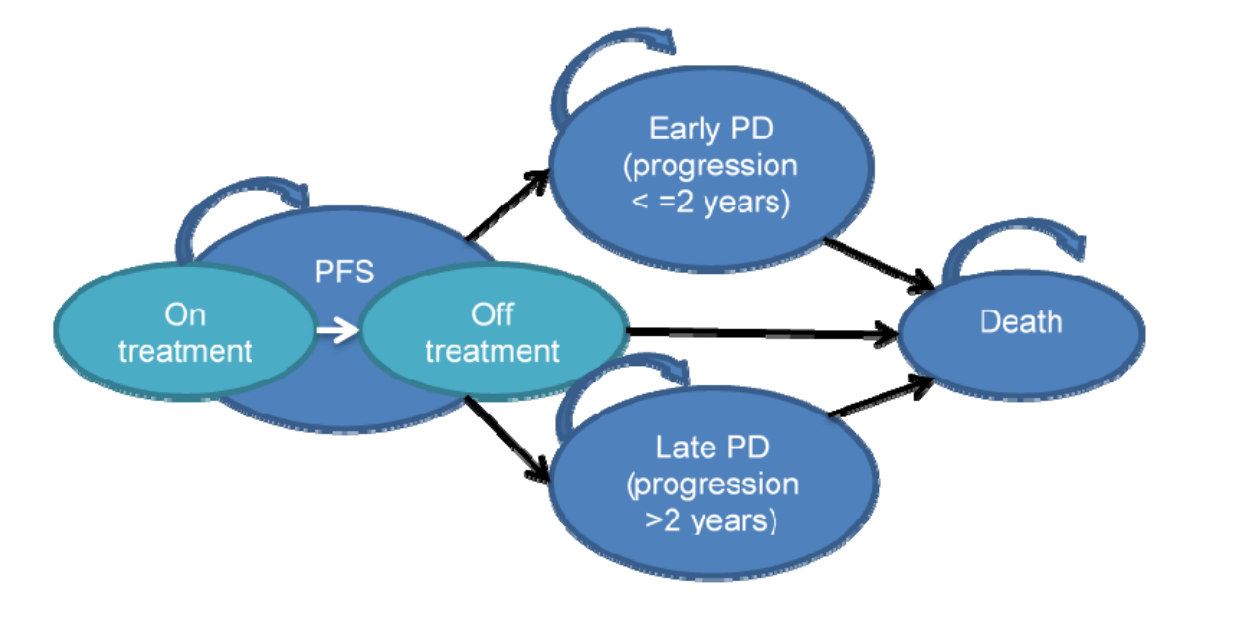 PFS
On
treatment
Off
treatment
Early PD
(progression
< =2 years)
Late PD
(progression
>2 years)
Death